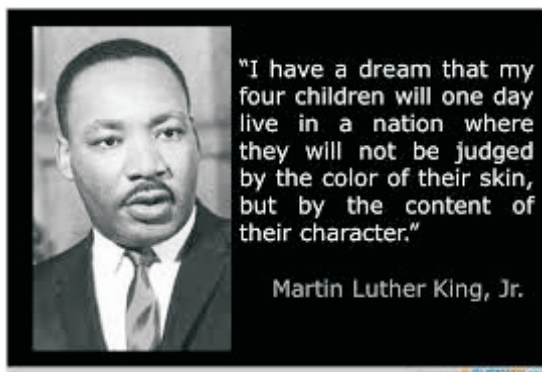 “I have a dream that my
four children will one day
live in a nation where
they will not be judged
by the color of their skin,
but by the content of
their character.”
Martin Luther King, Jr.